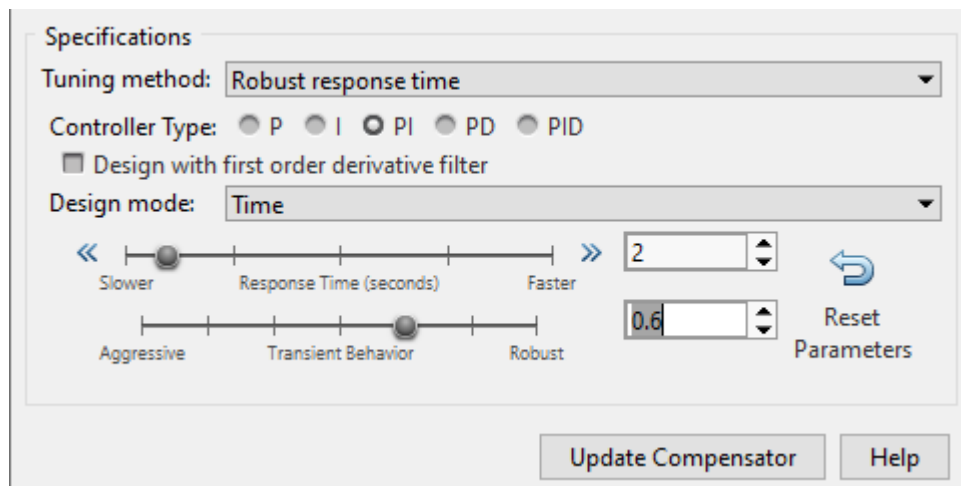 Specifications
Tuning method: Robust response time
Controller Type: P I PI PD PID
Design with first order derivative filter
Design mode: Time
2
Slower Response Time (seconds) Faster
0.6
Reset
Aggressive Transient Behavior Robust Parameters
Update Compensator Help